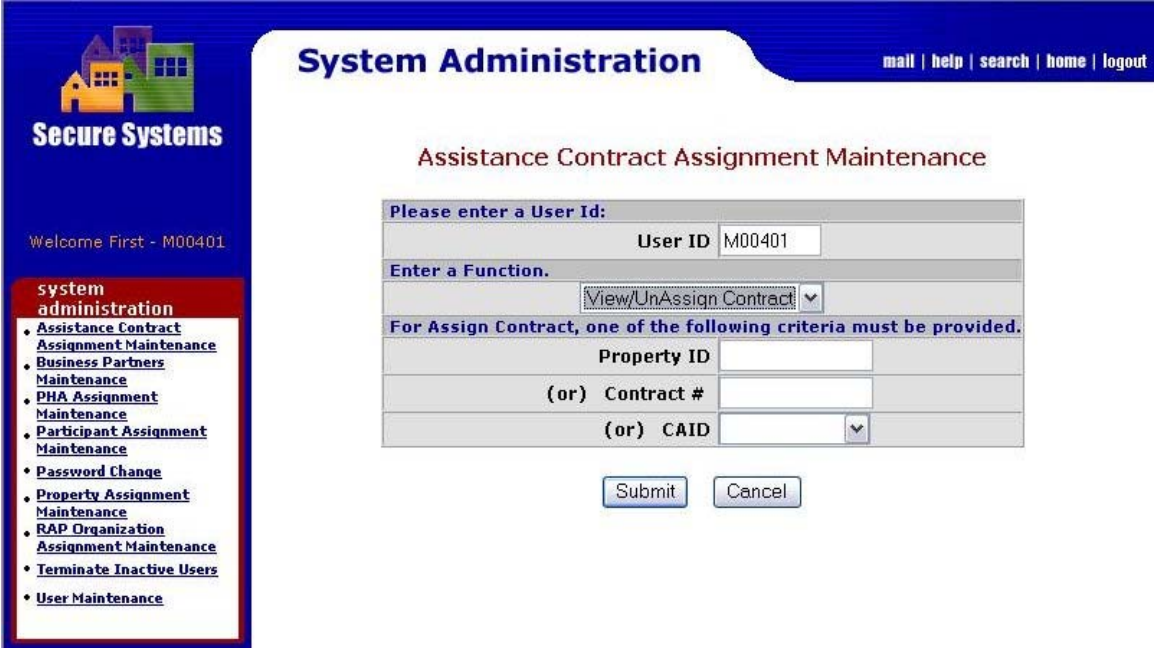 System Administration
mail | help | search | home | logout
Secure Systems
Welcome First - M00401
system
administration
Assistance Contract
Assignment Maintenance
Business Partners
Maintenance
PHA Assignment
Maintenance
Participant Assignment
Maintenance
Password Change
Property Assignment
Maintenance
RAP Organization
Assignment Maintenance
Terminate Inactive Users
User Maintenance
Assistance Contract Assignment Maintenance
Please enter a User Id:
User ID M00401
Enter a Function.
View/UnAssign Contract
For Assign Contract, one of the following criteria must be provided.
Property ID
(or) Contract #
(or) CAID
Submit Cancel